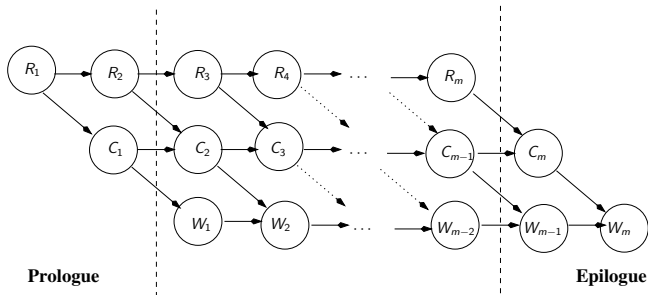 R1 R2 R3 R4 ... Rm
C1 C2 C3 ... Cm−1 Cm
W1 W2 ... Wm−2 Wm−1 Wm
Prologue Epilogue